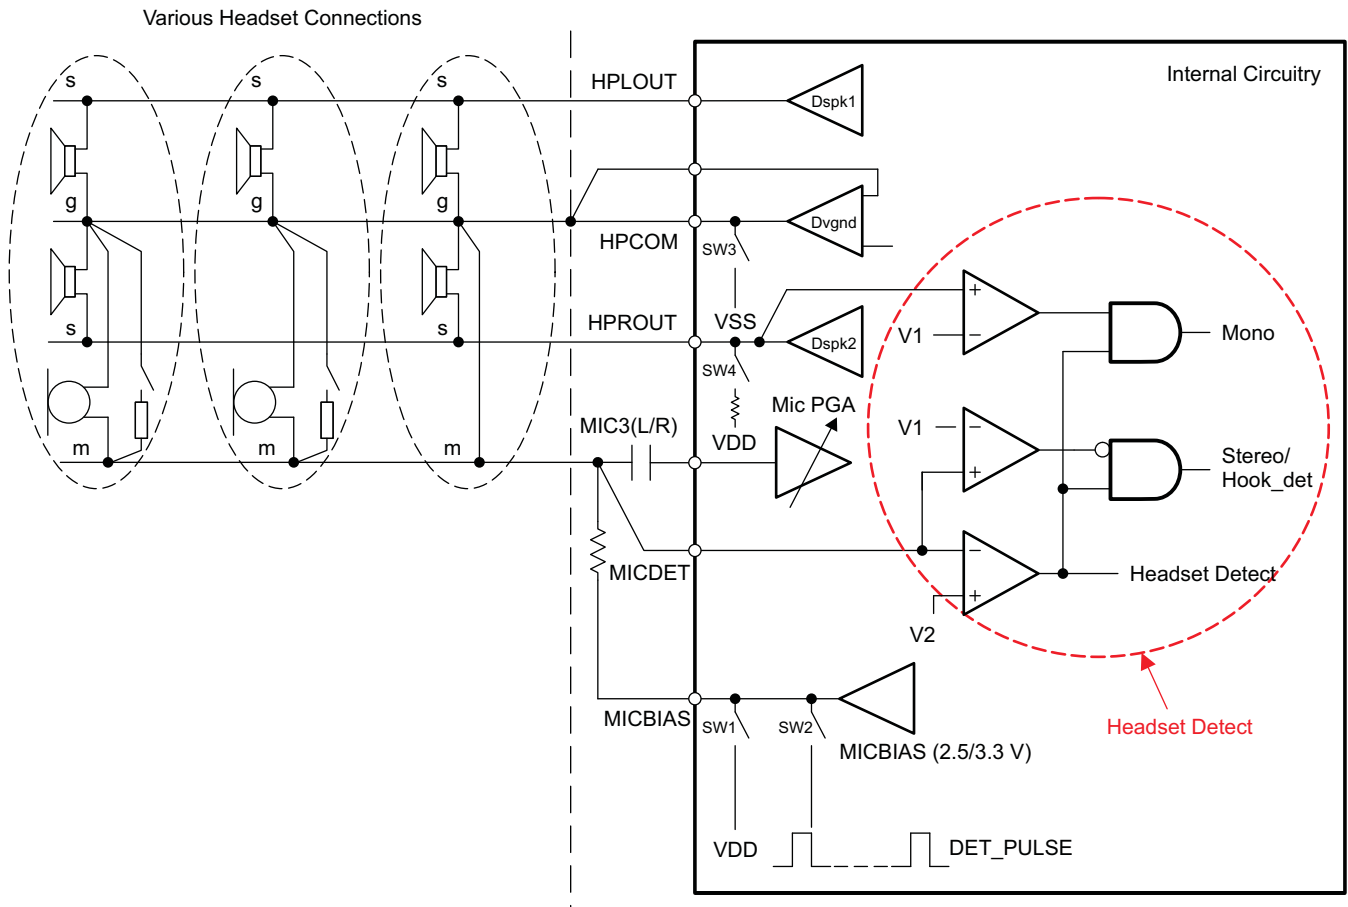 Various Headset Connections
Internal Circuitry
s
s
s
HPLOUT
Dspk1
g
g
g
HPCOM
Dvgnd
SW3
s
s
HPROUT
VSS
Dspk2
SW4
VDD
+
V1
−
Mono
MIC3(L/R)
Mic PGA
m
m
m
V1
−
+
Stereo/
Hook_det
MICDET
−
+
Headset Detect
V2
MICBIAS
SW1
SW2
MICBIAS (2.5/3.3 V)
Headset Detect
VDD
DET_PULSE